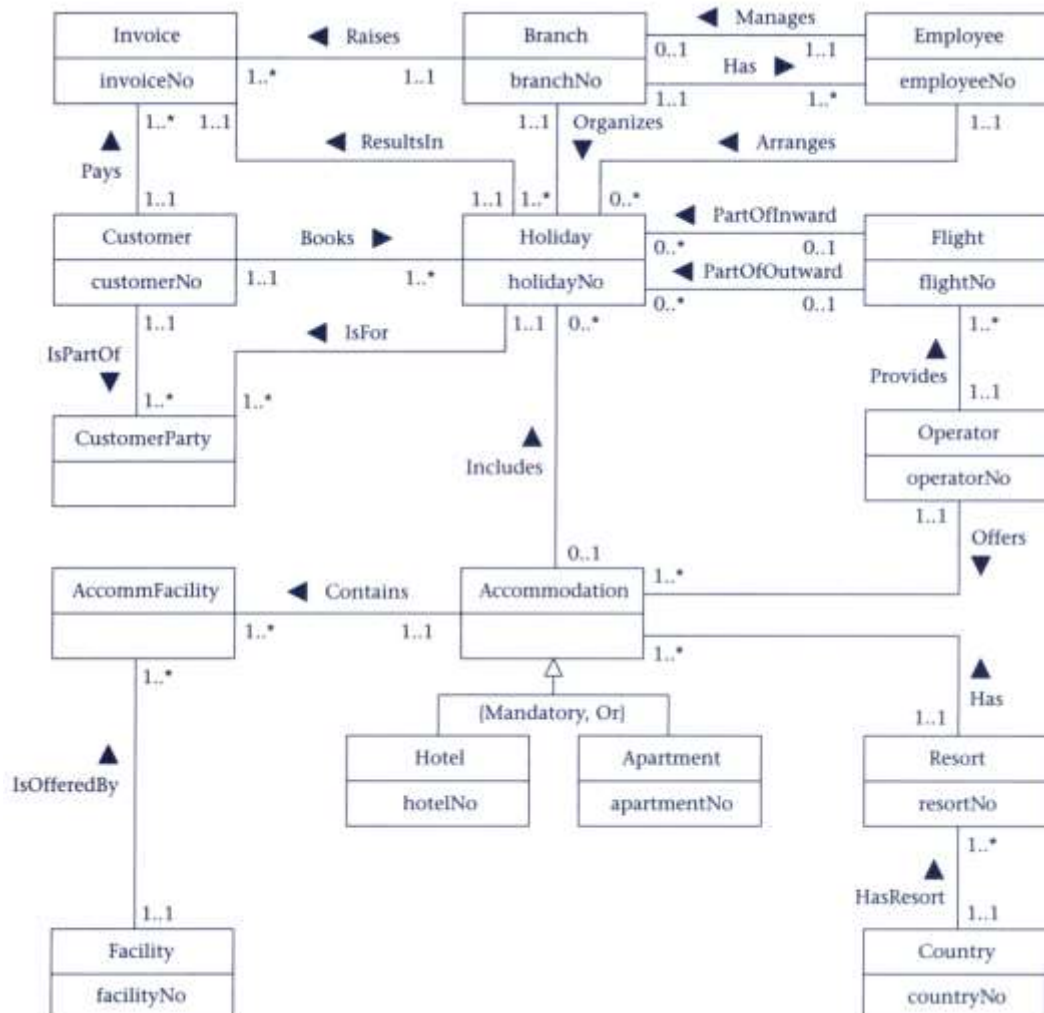 Invoice
invoiceNo
Raises
1..*
1..1
Branch
branchNo
Manages
0..1
1..1
Has
1..1
1..*
Employee
employeeNo
1..*
1..1
Pays
1..1
ResultsIn
1..1
1..1
Organizes
1..*
Arranges
1..1
0..*
Customer
customerNo
Books
1..1
1..*
Holiday
holidayNo
PartOfInward
0..*
0..1
PartOfOutward
0..*
0..1
Flight
flightNo
1..1
IsPartOf
1..*
IsFor
1..1
1..*
0..*
1..*
Provides
1..1
CustomerParty
Includes
0..1
Operator
operatorNo
1..1
Offers
1..*
AccommFacility
Contains
1..*
1..1
Accommodation
1..*
Has
1..1
{Mandatory, Or}
Hotel
hotelNo
Apartment
apartmentNo
Resort
resortNo
1..*
IsOfferedBy
1..1
1..*
HasResort
1..1
Facility
facilityNo
Country
countryNo